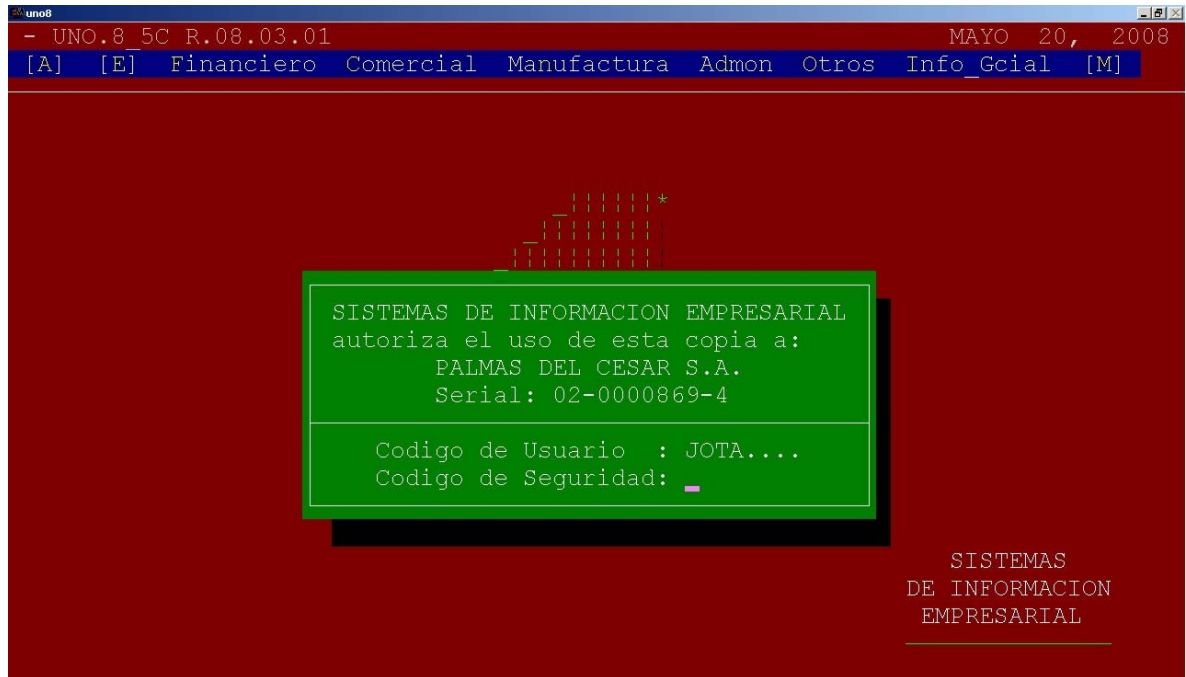 uno8
- UNO.8_5C R.08.03.01 MAYO 20, 2008
[A] [E] Financiero Comercial Manufactura Admon Otros Info_Gcial [M]
SISTEMAS DE INFORMACION EMPRESARIAL
autoriza el uso de esta copia a:
PALMAS DEL CESAR S.A.
Serial: 02-0000869-4
Codigo de Usuario : JOTA....
Codigo de Seguridad:
SISTEMAS
DE INFORMACION
EMPRESARIAL